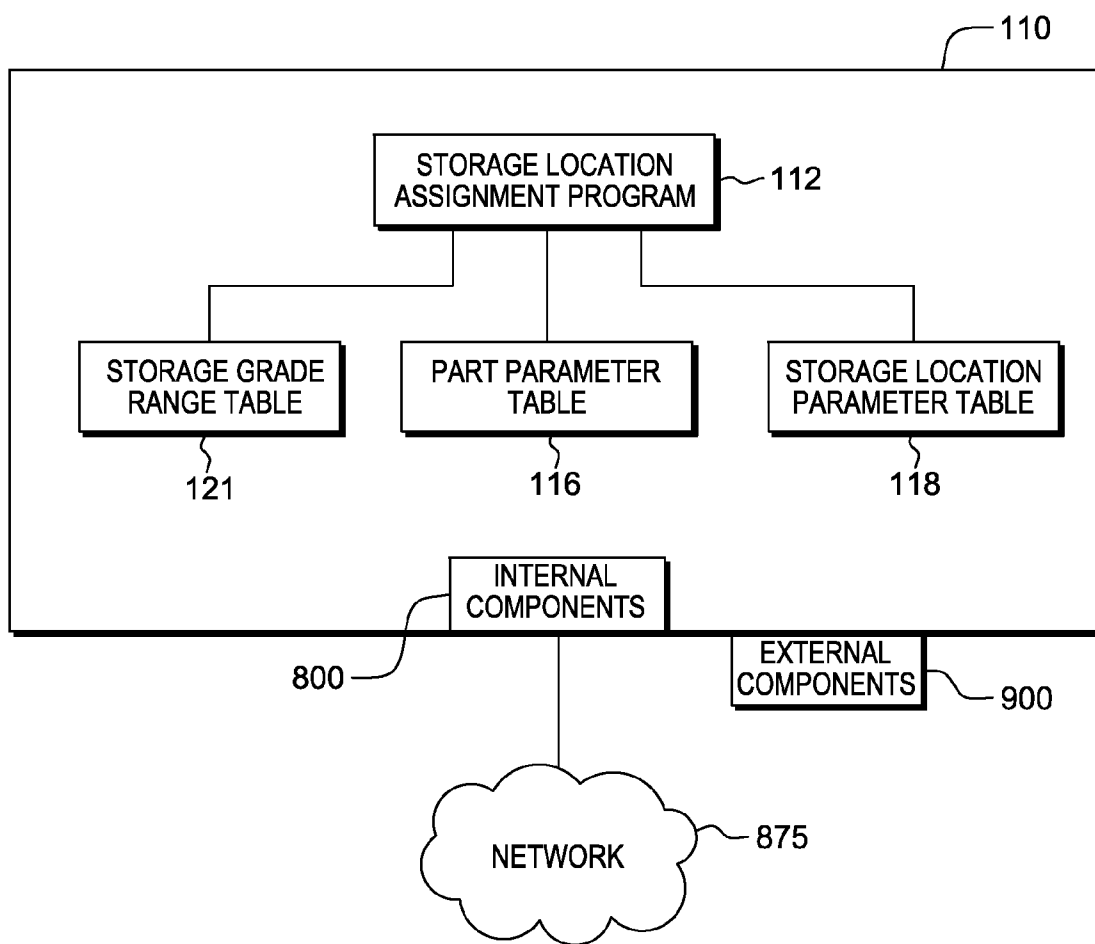 110
STORAGE LOCATION
ASSIGNMENT PROGRAM
112
STORAGE GRADE
RANGE TABLE
121
PART PARAMETER
TABLE
116
STORAGE LOCATION
PARAMETER TABLE
118
INTERNAL
COMPONENTS
800
EXTERNAL
COMPONENTS
900
NETWORK
875